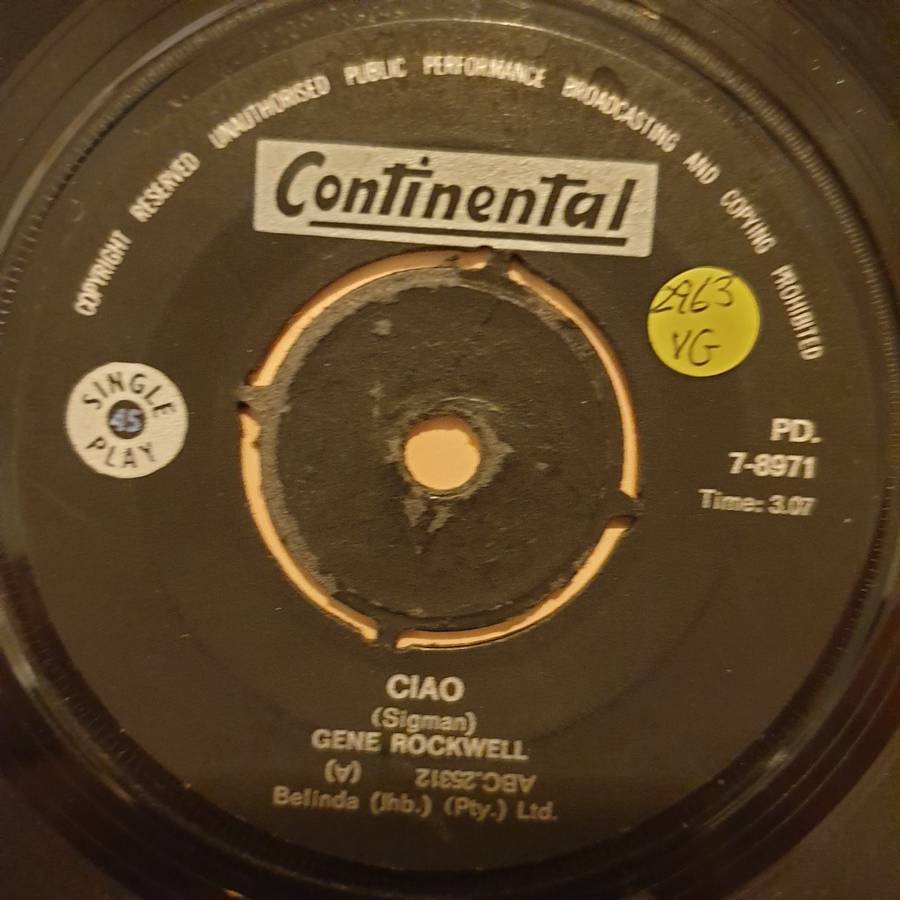 COPYRIGHT RESERVED UNAUTHORISED PUBLIC PERFORMANCE BROADCASTING AND COPYING PROHIBITED
Continental
2963
VG
SINGLE
45
PLAY
PD.
7-8971
Time: 3.07
CIAO
(Sigman)
GENE ROCKWELL
(A) ABC.25312
Belinda (Jhb.) (Pty.) Ltd.